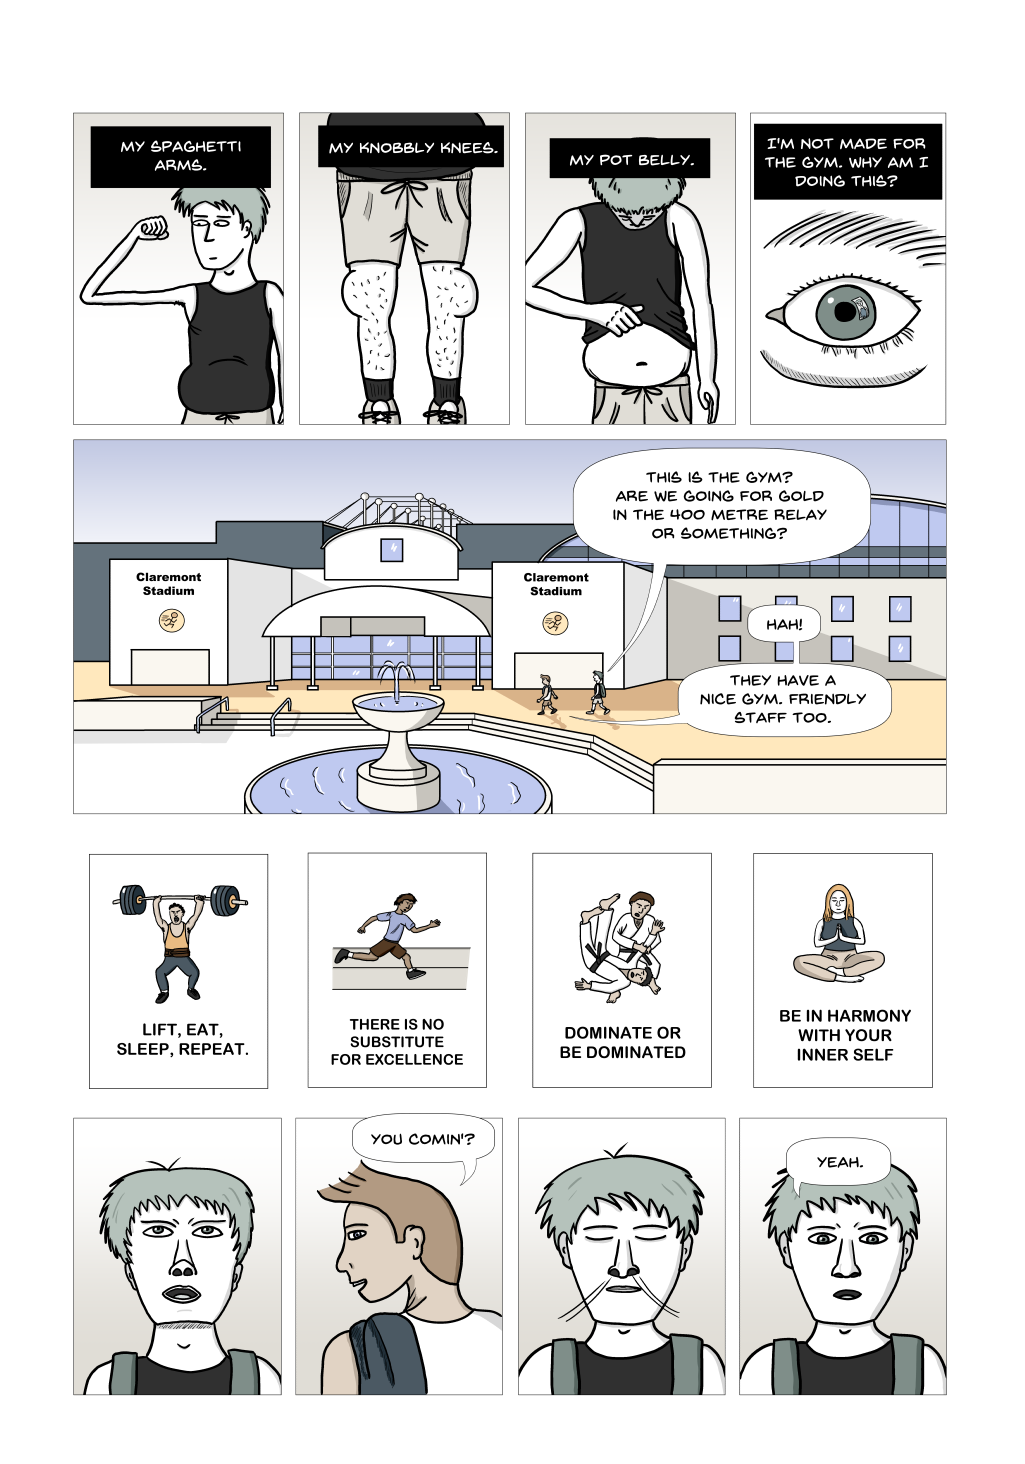 MY SPAGHETTI
ARMS.
MY KNOBBLY KNEES.
MY POT BELLY.
I'M NOT MADE FOR
THE GYM. WHY AM I
DOING THIS?
THIS IS THE GYM?
ARE WE GOING FOR GOLD
IN THE 400 METRE RELAY
OR SOMETHING?
Claremont
Stadium
Claremont
Stadium
HAH!
THEY HAVE A
NICE GYM. FRIENDLY
STAFF TOO.
LIFT, EAT,
SLEEP, REPEAT.
THERE IS NO
SUBSTITUTE
FOR EXCELLENCE
DOMINATE OR
BE DOMINATED
BE IN HARMONY
WITH YOUR
INNER SELF
YOU COMIN'?
YEAH.